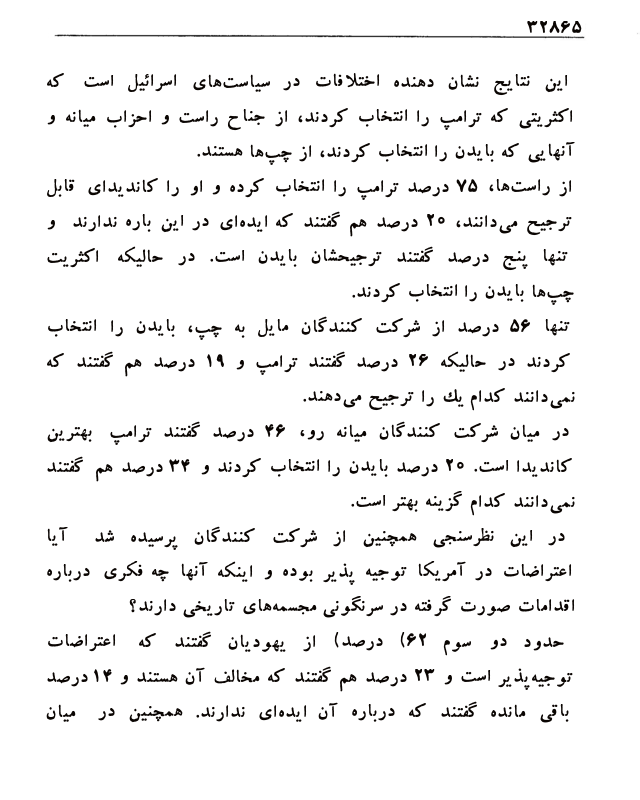 ۳۲۸۶۵
این نتایج نشان دهنده اختلافات در سیاست‌های اسرائیل است که
اکثریتی که ترامپ را انتخاب کردند، از جناح راست و احزاب میانه و
آنهایی که بایدن را انتخاب کردند، از چپ‌ها هستند.
از راست‌ها، ۷۵ درصد ترامپ را انتخاب کرده و او را کاندیدای قابل
ترجیح می‌دانند، ۲۰ درصد هم گفتند که ایده‌ای در این باره ندارند و
تنها پنج درصد گفتند ترجیحشان بایدن است. در حالیکه اکثریت
چپ‌ها بایدن را انتخاب کردند.
تنها ۵۶ درصد از شرکت کنندگان مایل به چپ، بایدن را انتخاب
کردند در حالیکه ۲۶ درصد گفتند ترامپ و ۱۹ درصد هم گفتند که
نمی‌دانند کدام یك را ترجیح می‌دهند.
در میان شرکت کنندگان میانه رو، ۴۶ درصد گفتند ترامپ بهترین
کاندیدا است. ۲۰ درصد بایدن را انتخاب کردند و ۳۴ درصد هم گفتند
نمی‌دانند کدام گزینه بهتر است.
در این نظرسنجی همچنین از شرکت کنندگان پرسیده شد آیا
اعتراضات در آمریکا توجیه پذیر بوده و اینکه آنها چه فکری درباره
اقدامات صورت گرفته در سرنگونی مجسمه‌های تاریخی دارند؟
حدود دو سوم ۶۲) درصد) از یهودیان گفتند که اعتراضات
توجیه‌پذیر است و ۲۳ درصد هم گفتند که مخالف آن هستند و ۱۴ درصد
باقی مانده گفتند که درباره آن ایده‌ای ندارند. همچنین در میان